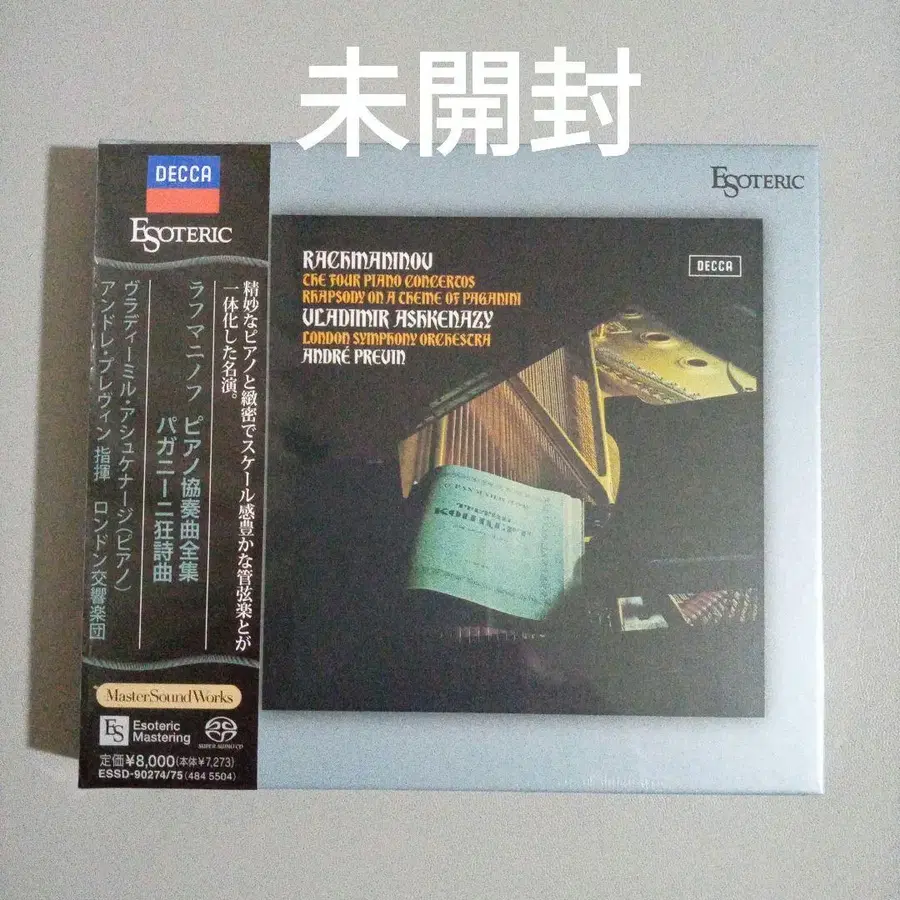 未開封
DECCA
ESOTERIC
精妙なピアノと緻密でスケール感豊かな管弦楽とが
一体化した名演。
ラフマニノフ ピアノ協奏曲全集
パガニーニ狂詩曲
ヴラディーミル・アシュケナージ(ピアノ)
アンドレ・プレヴィン 指揮 ロンドン交響楽団
MasterSoundWorks
ES
Esoteric
Mastering
SUPER AUDIO CD
定価¥8,000(本体¥7,273)
ESSD-90274/75(484 5504)
ESOTERIC
RACHMANINOV
THE FOUR PIANO CONCERTOS
RHAPSODY ON A THEME OF PAGANINI
VLADIMIR ASHKENAZY
LONDON SYMPHONY ORCHESTRA
ANDRÉ PREVIN
DECCA